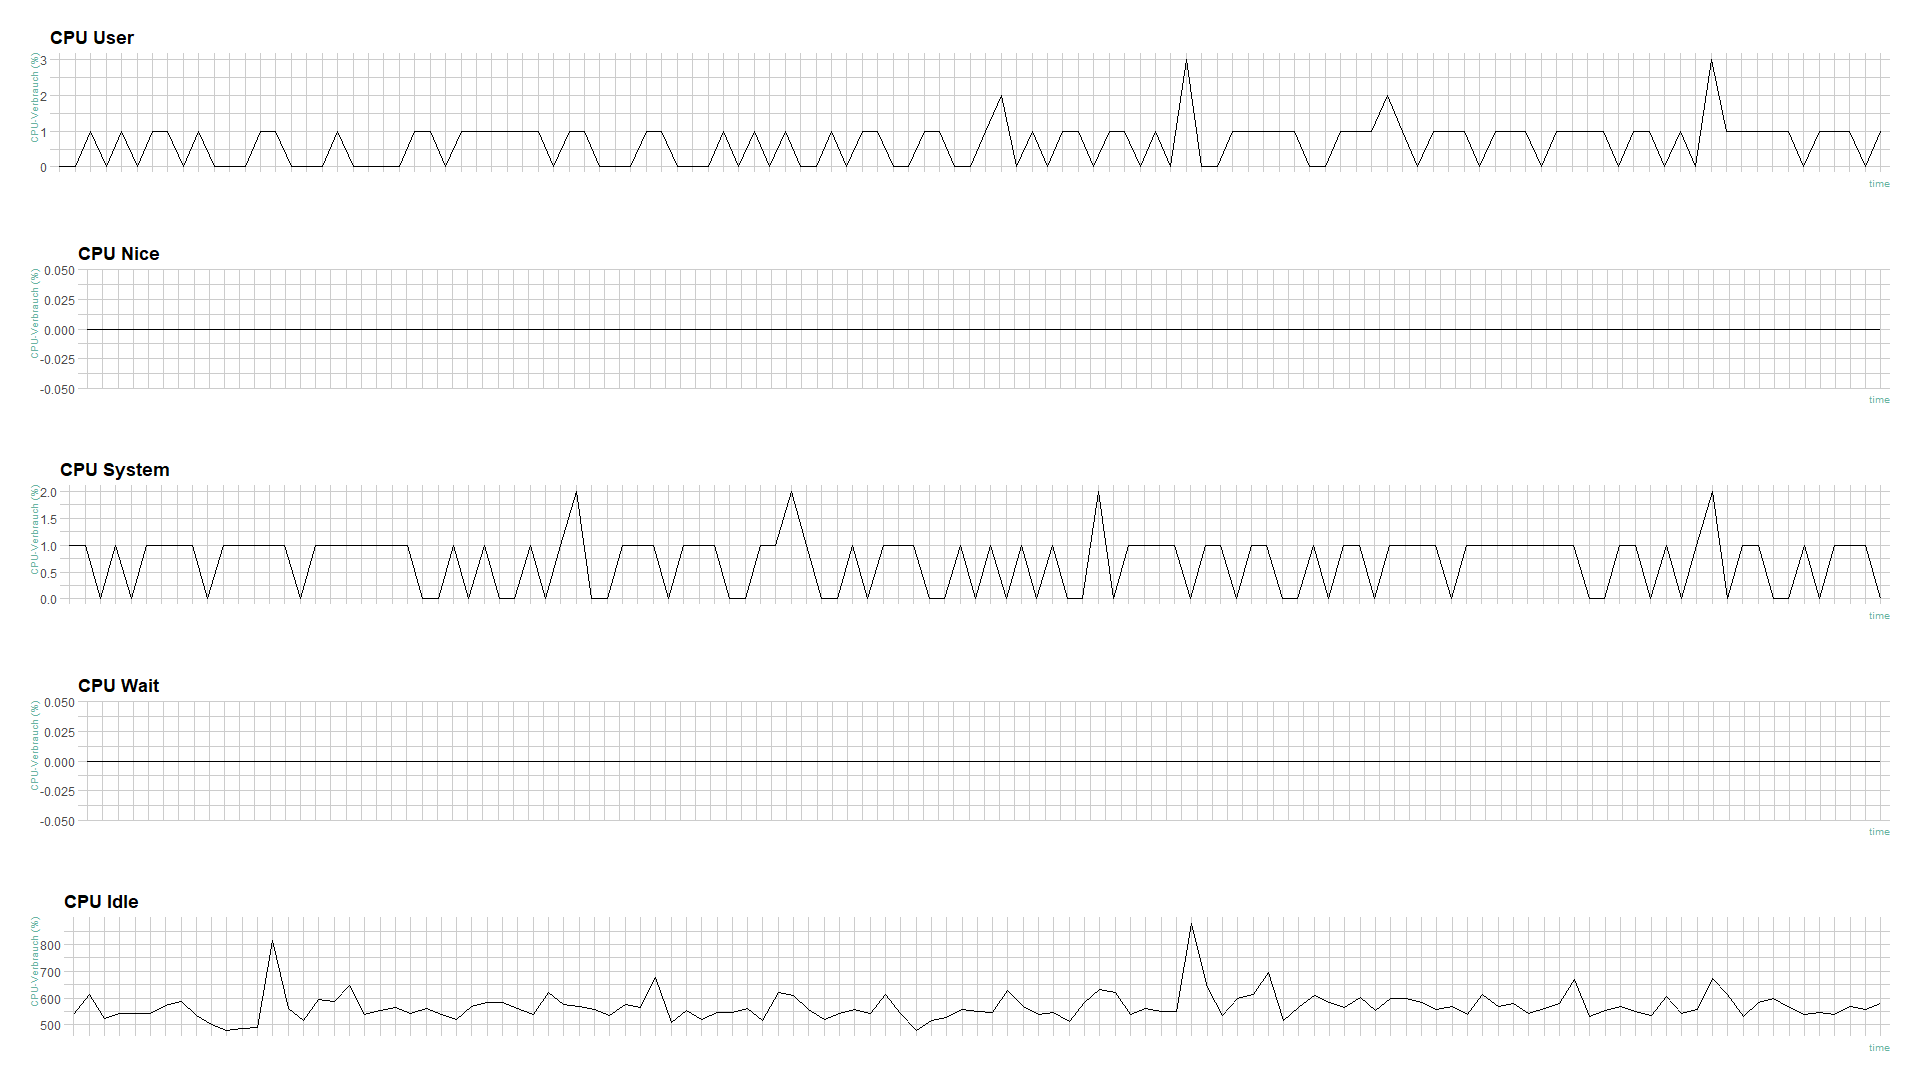 CPU User
CPU-Verbrauch (%)
3
2
1
0
time
CPU Nice
CPU-Verbrauch (%)
0.050
0.025
0.000
-0.025
-0.050
time
CPU System
CPU-Verbrauch (%)
2.0
1.5
1.0
0.5
0.0
time
CPU Wait
CPU-Verbrauch (%)
0.050
0.025
0.000
-0.025
-0.050
time
CPU Idle
CPU-Verbrauch (%)
800
700
600
500
time